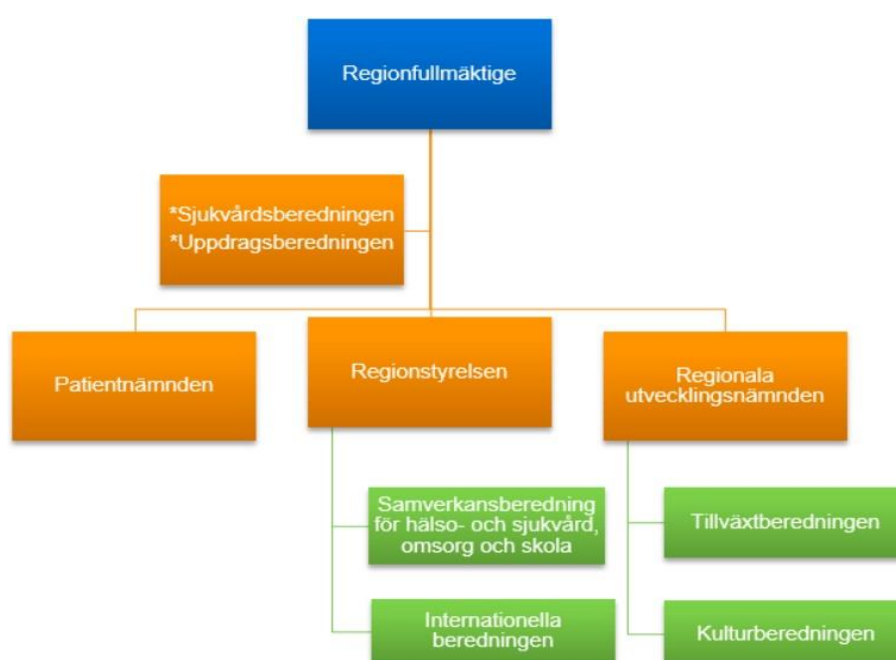 Regionfullmäktige
*Sjukvårdsberedningen
*Uppdragsberedningen
Patientnämnden
Regionstyrelsen
Regionala
utvecklingsnämnden
Samverkansberedning
för hälso- och sjukvård,
omsorg och skola
Tillväxtberedningen
Internationella
beredningen
Kulturberedningen